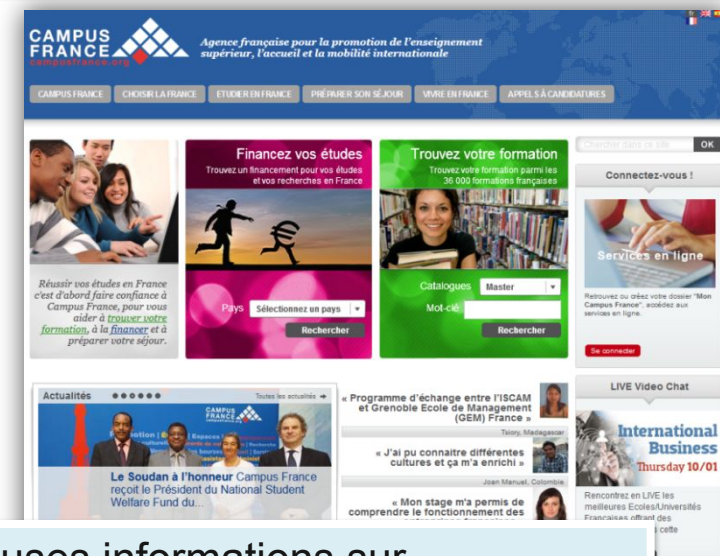 CAMPUS
FRANCE
campusfrance.org
Agence française pour la promotion de l'enseignement
supérieur, l'accueil et la mobilité internationale
CAMPUS FRANCE
CHOISIR LA FRANCE
ETUDIER EN FRANCE
PRÉPARER SON SÉJOUR
VIVRE EN FRANCE
APPELS À CANDIDATURES
Réussir vos études en France
c'est d'abord faire confiance à
Campus France, pour vous
aider à trouver votre
formation, à la financer et à
préparer votre séjour.
Financez vos études
Trouvez un financement pour vos études
et vos recherches en France
Pays
Sélectionnez un pays
Rechercher
Trouvez votre formation
Trouvez votre formation parmi les
36 000 formations françaises
Catalogues
Master
Mot-clé
Rechercher
Chercher dans ce site
OK
Connectez-vous !
Services en ligne
Retrouvez ou créez votre dossier "Mon
Campus France", accédez aux
services en ligne.
Se connecter
Actualités
Toutes les actualités
CAMPUS
FRANCE
Le Soudan à l'honneur Campus France
reçoit le Président du National Student
Welfare Fund du...
« Programme d'échange entre l'ISCAM
et Grenoble Ecole de Management
(GEM) France »
Tsiory, Madagascar
« J'ai pu connaitre différentes
cultures et ça m'a enrichi »
Joan Manuel, Colombie
« Mon stage m'a permis de
comprendre le fonctionnement des
LIVE Video Chat
International
Business
Thursday 10/01
Rencontrez en LIVE les
meilleures Ecoles/Universités
Françaises offrant des
cette
uses informations sur